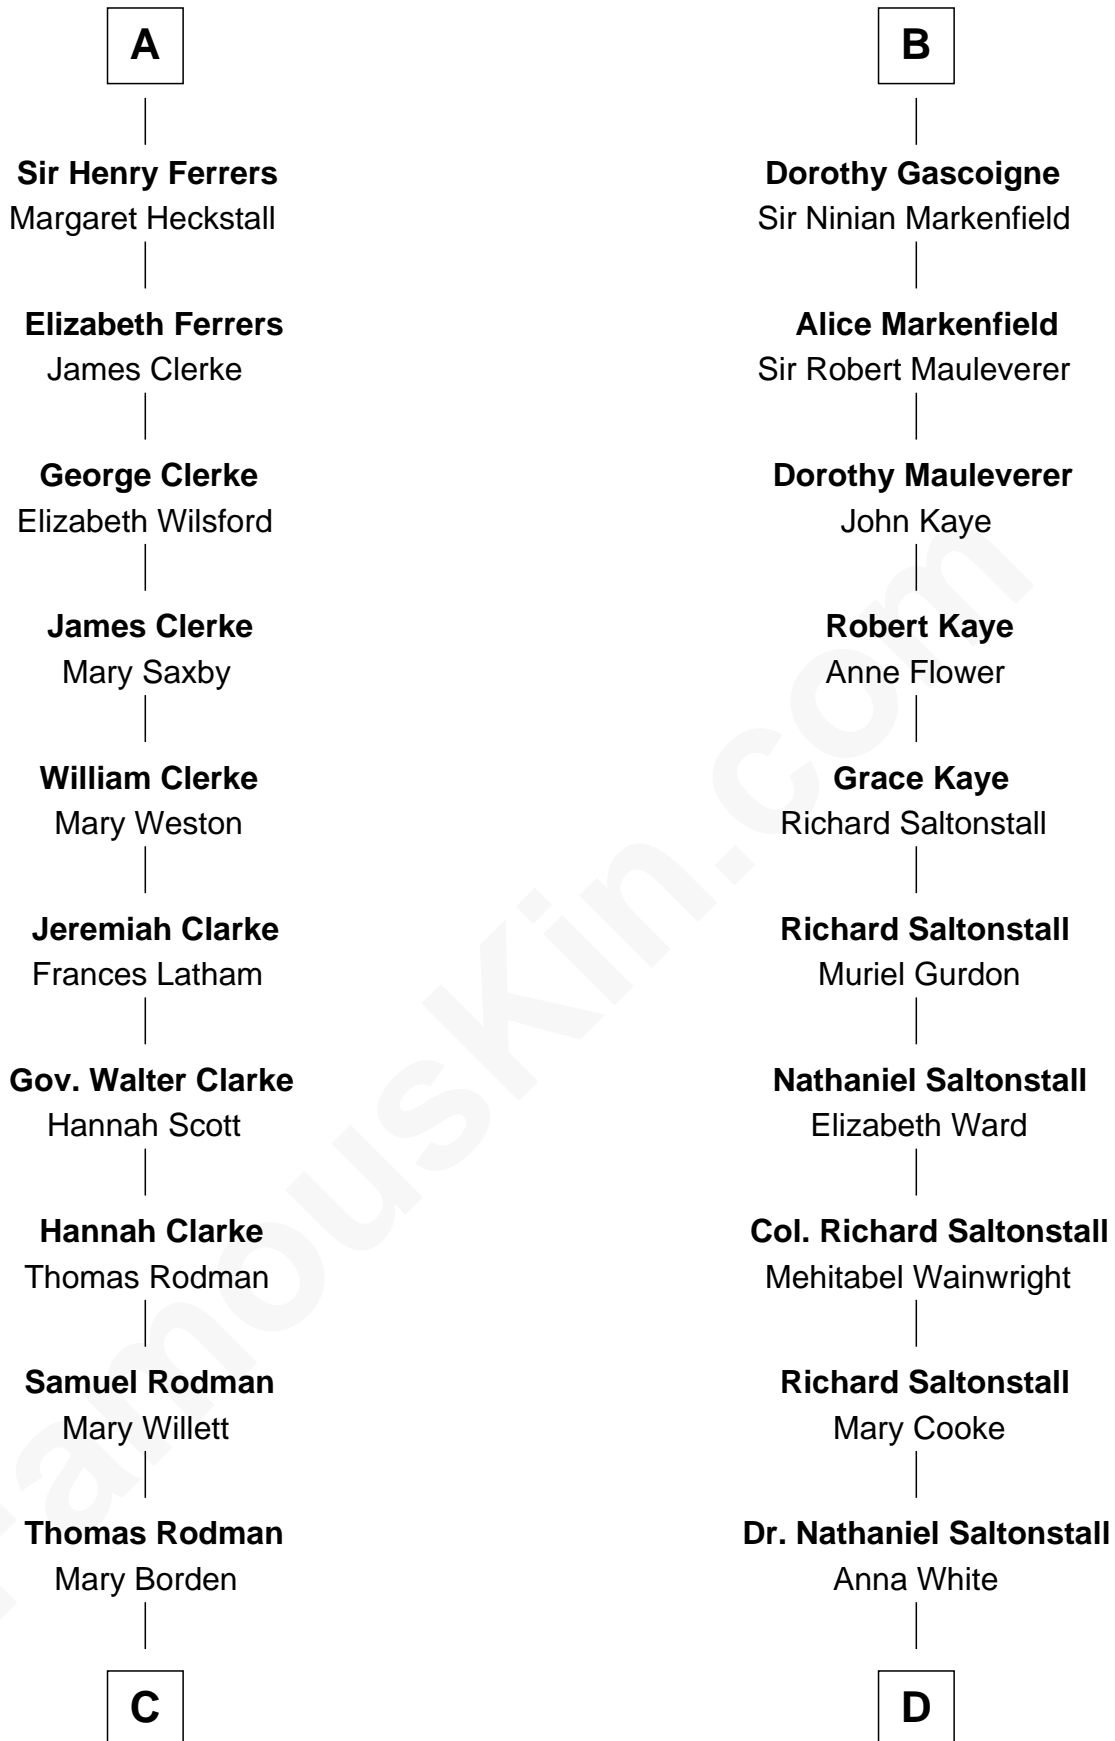 A
Sir Henry Ferrers
Margaret Heckstall
Elizabeth Ferrers
James Clerke
George Clerke
Elizabeth Wilsford
James Clerke
Mary Saxby
William Clerke
Mary Weston
Jeremiah Clarke
Frances Latham
Gov. Walter Clarke
Hannah Scott
Hannah Clarke
Thomas Rodman
Samuel Rodman
Mary Willett
Thomas Rodman
Mary Borden
C
B
Dorothy Gascoigne
Sir Ninian Markenfield
Alice Markenfield
Sir Robert Mauleverer
Dorothy Mauleverer
John Kaye
Robert Kaye
Anne Flower
Grace Kaye
Richard Saltonstall
Richard Saltonstall
Muriel Gurdon
Nathaniel Saltonstall
Elizabeth Ward
Col. Richard Saltonstall
Mehitabel Wainwright
Richard Saltonstall
Mary Cooke
Dr. Nathaniel Saltonstall
Anna White
D
FamousKin.com